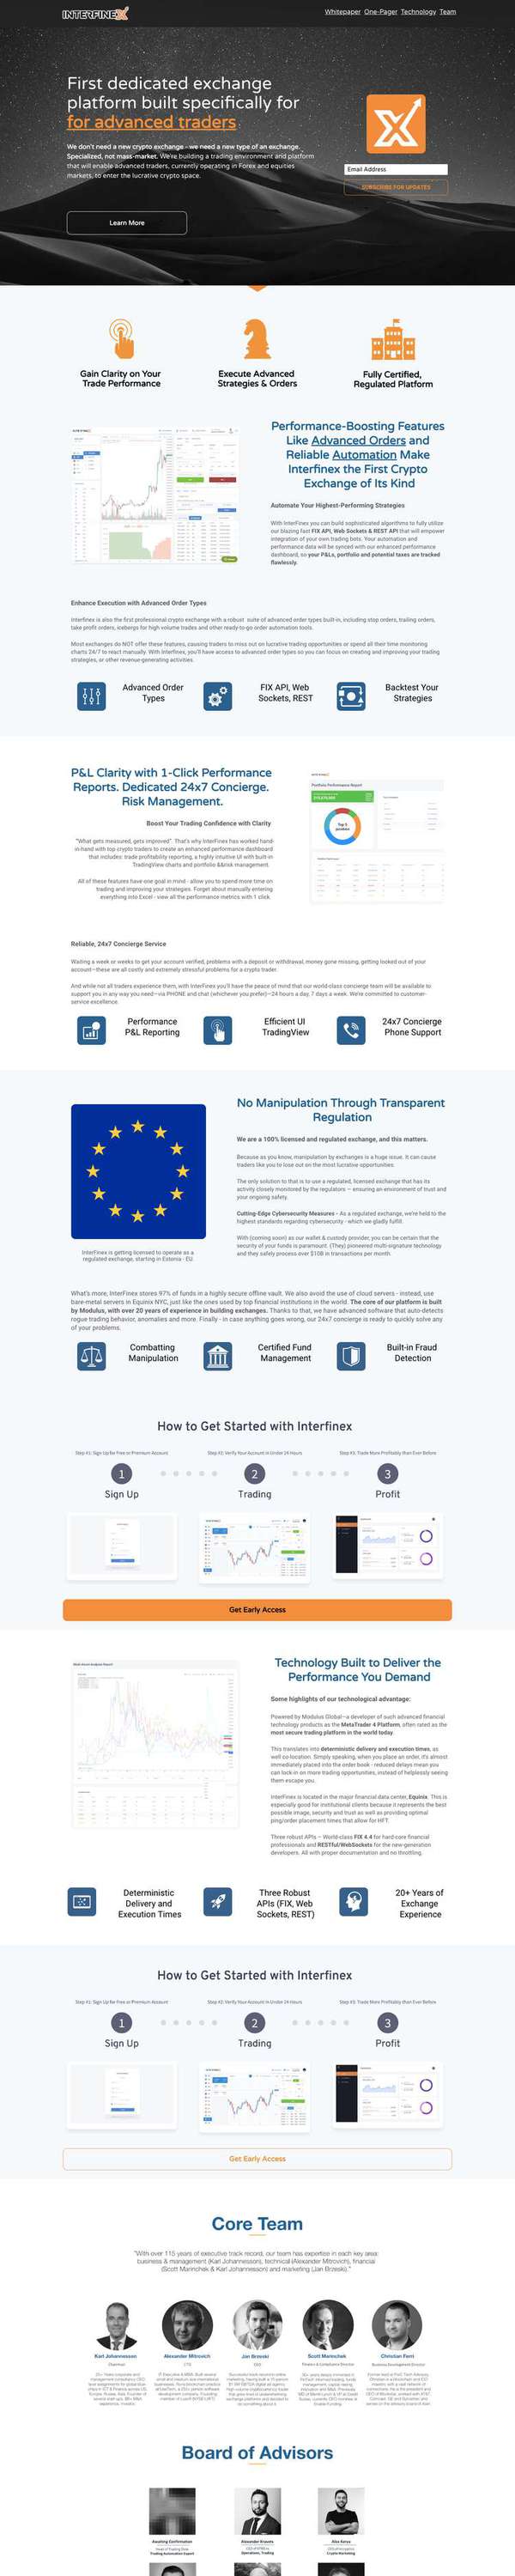 INTERFINEX
Whitepaper One-Pager Technology Team
First dedicated exchange
platform built specifically for
for advanced traders
We don't need a new crypto exchange - we need a new type of an exchange.
Specialized, not mass-market. We're building a trading environment and platform
that will enable advanced traders, currently operating in Forex and equities
markets, to enter the lucrative crypto space.
Email Address
SUBSCRIBE FOR UPDATES
Learn More
Gain Clarity on Your
Trade Performance
Execute Advanced
Strategies & Orders
Fully Certified,
Regulated Platform
Performance-Boosting Features
Like Advanced Orders and
Reliable Automation Make
Interfinex the First Crypto
Exchange of Its Kind
Automate Your Highest-Performing Strategies
With InterFinex you can build sophisticated algorithms to fully utilize
our blazing fast FIX API, Web Sockets & REST API that will empower
integration of your own trading bots. Your automation and
performance data will be synced with our enhanced performance
dashboard, so your P&Ls, portfolio and potential taxes are tracked
flawlessly.
Enhance Execution with Advanced Order Types
Interfinex is also the first professional crypto exchange with a robust suite of advanced order types built-in, including stop orders, trailing orders,
take profit orders, icebergs for high volume trades and other ready-to-go order automation tools.
Most exchanges do NOT offer these features, causing traders to miss out on lucrative trading opportunities or spend all their time monitoring
charts 24/7 to react manually. With Interfinex, you'll have access to advanced order types so you can focus on creating and improving your trading
strategies, or other revenue-generating activities.
Advanced Order
Types
FIX API, Web
Sockets, REST
Backtest Your
Strategies
P&L Clarity with 1-Click Performance
Reports. Dedicated 24x7 Concierge.
Risk Management.
Boost Your Trading Confidence with Clarity
"What gets measured, gets improved". That's why InterFinex has worked hand-
in-hand with top crypto traders to create an enhanced performance dashboard
that includes: trade profitability reporting, a highly intuitive UI with built-in
TradingView charts and portfolio &&risk management.
All of these features have one goal in mind - allow you to spend more time on
trading and improving your strategies. Forget about manually entering
everything into Excel - view all the performance metrics with 1 click.
Portfolio Performance Report
Top 5
Reliable, 24x7 Concierge Service
Waiting a week or weeks to get your account verified, problems with a deposit or withdrawal, money gone missing, getting locked out of your
account—these are all costly and extremely stressful problems for a crypto trader.
And while not all traders experience them, with InterFinex you'll have the peace of mind that our world-class concierge team will be available to
support you in any way you need—via PHONE and chat (whichever you prefer)—24 hours a day, 7 days a week. We're committed to customer-
service excellence.
Performance
P&L Reporting
Efficient UI
TradingView
24x7 Concierge
Phone Support
No Manipulation Through Transparent
Regulation
We are a 100% licensed and regulated exchange, and this matters.
Because as you know, manipulation by exchanges is a huge issue. It can cause
traders like you to lose out on the most lucrative opportunities.
The only solution to that is to use a regulated, licensed exchange that has its
activity closely monitored by the regulators – ensuring an environment of trust and
your ongoing safety.
Cutting-Edge Cybersecurity Measures - As a regulated exchange, we're held to the
highest standards regarding cybersecurity - which we gladly fulfill.
With (coming soon) as our wallet & custody provider, you can be certain that the
security of your funds is paramount. (They) pioneered multi-signature technology
and they safely process over $10B in transactions per month.
InterFinex is getting licensed to operate as a
regulated exchange, starting in Estonia - EU.
What's more, InterFinex stores 97% of funds in a highly secure offline vault. We also avoid the use of cloud servers - instead, use
bare-metal servers in Equinix NYC, just like the ones used by top financial institutions in the world. The core of our platform is built
by Modulus, with over 20 years of experience in building exchanges. Thanks to that, we have advanced software that auto-detects
rogue trading behavior, anomalies and more. Finally - in case anything goes wrong, our 24x7 concierge is ready to quickly solve any
of your problems.
Combatting
Manipulation
Certified Fund
Management
Built-in Fraud
Detection
How to Get Started with Interfinex
Step #1: Sign Up for Free or Premium Account
Step #2: Verify Your Account in Under 24 Hours
Step #3: Trade More Profitably than Ever Before
1
2
3
Sign Up
Trading
Profit
Get Early Access
Technology Built to Deliver the
Performance You Demand
Some highlights of our technological advantage:
Powered by Modulus Global—a developer of such advanced financial
technology products as the MetaTrader 4 Platform, often rated as the
most secure trading platform in the world today.
This translates into deterministic delivery and execution times, as
well co-location. Simply speaking, when you place an order, it's almost
immediately placed into the order book - reduced delays mean you
can lock-in on more trading opportunities, instead of helplessly seeing
them escape you.
InterFinex is located in the major financial data center, Equinix. This is
especially good for institutional clients because it represents the best
possible image, security and trust as well as providing optimal
ping/order placement times that allow for HFT.
Three robust APIs – World-class FIX 4.4 for hard-core financial
professionals and RESTful/WebSockets for the new generation
developers. All with proper documentation and no throttling.
Deterministic
Delivery and
Execution Times
Three Robust
APIs (FIX, Web
Sockets, REST)
20+ Years of
Exchange
Experience
How to Get Started with Interfinex
Step #1: Sign Up for Free or Premium Account
Step #2: Verify Your Account in Under 24 Hours
Step #3: Trade More Profitably than Ever Before
1
2
3
Sign Up
Trading
Profit
Get Early Access
Core Team
"With over 115 years of executive track record, our team has expertise in each key area:
business & management (Karl Johannesson), technical (Alexander Mitrovich), financial
(Scott Marinchek & Karl Johannesson) and marketing (Jan Brzeski)."
Karl Johannesson
Alexander Mitrovich
Jan Brzeski
Scott Marinchek
Christian Ferri
Chairman
CTO
CEO
Finance & Compliance Director
Business Development Director
Board of Advisors
Awaiting Confirmation
Head of Trading Desk
Trading Automation Expert
Operations, Trading
Crypto Marketing